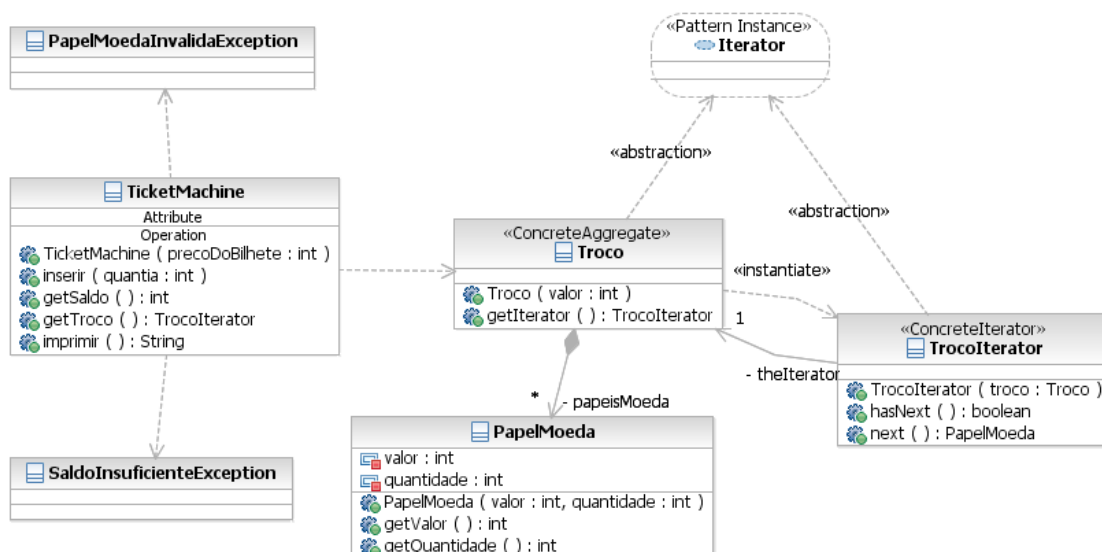 PapelMoedaInvalidaException
«Pattern Instance»
Iterator
«abstraction»
«abstraction»
TicketMachine
Attribute
Operation
TicketMachine ( precoDoBilhete : int )
inserir ( quantia : int )
getSaldo ( ) : int
getTroco ( ) : TrocoIterator
imprimir ( ) : String
«ConcreteAggregate»
Troco
Troco ( valor : int )
getIterator ( ) : TrocoIterator
«instantiate»
1
- theIterator
«ConcreteIterator»
TrocoIterator
TrocoIterator ( troco : Troco )
hasNext ( ) : boolean
next ( ) : PapelMoeda
*
- papeisMoeda
PapelMoeda
valor : int
quantidade : int
PapelMoeda ( valor : int, quantidade : int )
getValor ( ) : int
getQuantidade ( ) : int
SaldoInsuficienteException